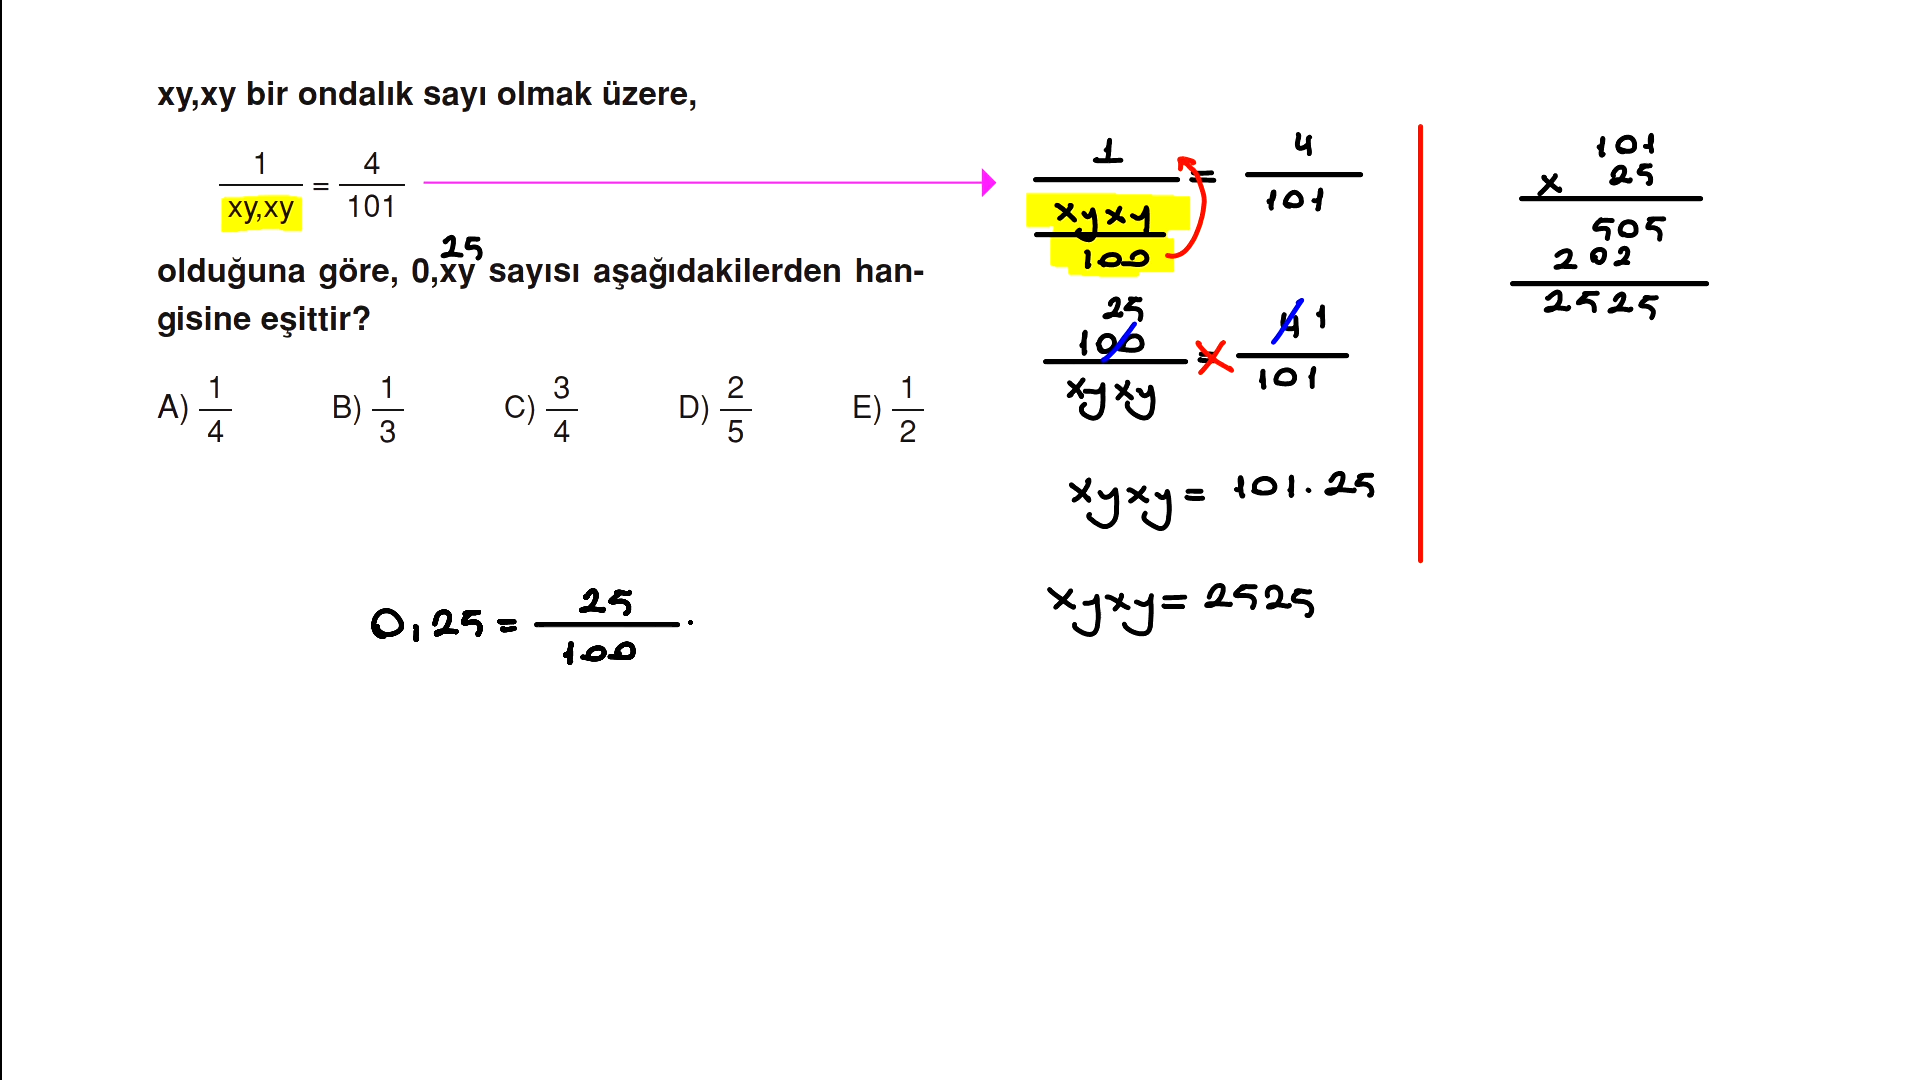 xy,xy bir ondalık sayı olmak üzere,
1/xy,xy = 4/101
25
olduğuna göre, 0,xy sayısı aşağıdakilerden han-
gisine eşittir?
A) 1/4 B) 1/3 C) 3/4 D) 2/5 E) 1/2
0,25 = 25/100 .
1 = 4
xyxy 101
100
25
100 = 4 1
xyxy 101
xyxy = 101.25
xyxy = 2525
101
x 25
505
202
2525